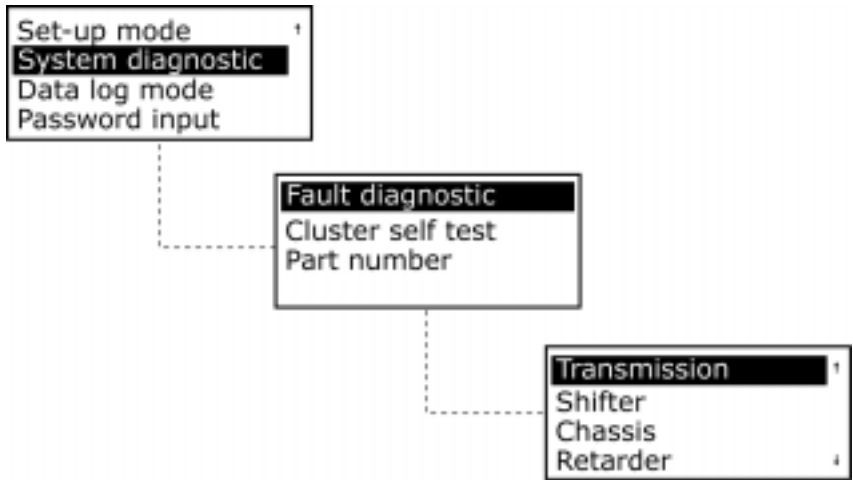 Set-up mode
System diagnostic
Data log mode
Password input
Fault diagnostic
Cluster self test
Part number
Transmission
Shifter
Chassis
Retarder